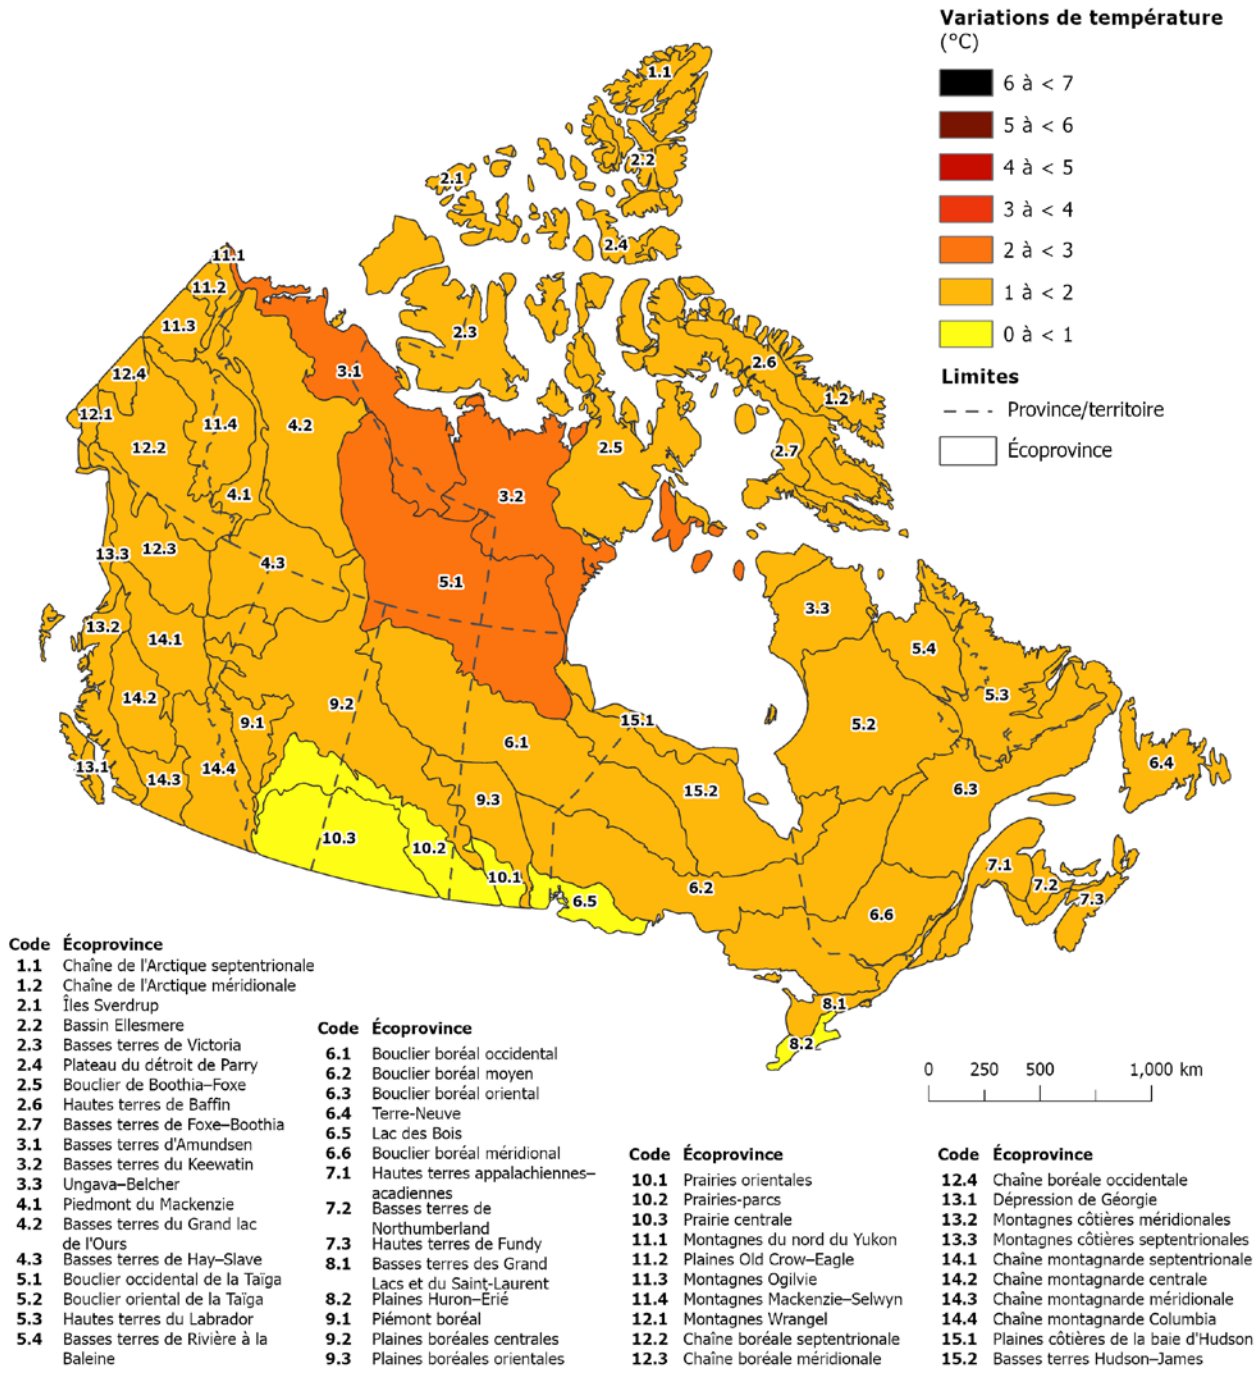 Variations de température
(°C)
6 à < 7
5 à < 6
4 à < 5
3 à < 4
2 à < 3
1 à < 2
0 à < 1
Limites
Province/territoire
Écoprovince
1.1
2.2
2.1
2.4
11.1
11.2
11.3
2.3
2.6
3.1
12.4
1.2
12.1
11.4
4.2
12.2
2.5
2.7
4.1
3.2
13.3
12.3
4.3
5.1
3.3
13.2
14.1
5.4
14.2
9.2
5.3
9.1
15.1
5.2
6.1
13.1
14.3
14.4
6.4
9.3
15.2
6.3
10.3
10.2
10.1
7.1
6.5
6.2
7.2
7.3
6.6
8.1
8.2
0 250 500 1,000 km
Code Écoprovince
1.1 Chaîne de l'Arctique septentrionale
1.2 Chaîne de l'Arctique méridionale
2.1 Îles Sverdrup
2.2 Bassin Ellesmere
2.3 Basses terres de Victoria
2.4 Plateau du détroit de Parry
2.5 Bouclier de Boothia–Foxe
2.6 Hautes terres de Baffin
2.7 Basses terres de Foxe–Boothia
3.1 Basses terres d'Amundsen
3.2 Basses terres du Keewatin
3.3 Ungava–Belcher
4.1 Piedmont du Mackenzie
4.2 Basses terres du Grand lac
de l'Ours
4.3 Basses terres de Hay–Slave
5.1 Bouclier occidental de la Taïga
5.2 Bouclier oriental de la Taïga
5.3 Hautes terres du Labrador
5.4 Basses terres de Rivière à la
Baleine
Code Écoprovince
6.1 Bouclier boréal occidental
6.2 Bouclier boréal moyen
6.3 Bouclier boréal oriental
6.4 Terre-Neuve
6.5 Lac des Bois
6.6 Bouclier boréal méridional
7.1 Hautes terres appalachiennes–
acadiennes
7.2 Basses terres de
Northumberland
7.3 Hautes terres de Fundy
8.1 Basses terres des Grand
Lacs et du Saint-Laurent
8.2 Plaines Huron–Érié
9.1 Piémont boréal
9.2 Plaines boréales centrales
9.3 Plaines boréales orientales
Code Écoprovince
10.1 Prairies orientales
10.2 Prairies-parcs
10.3 Prairie centrale
11.1 Montagnes du nord du Yukon
11.2 Plaines Old Crow–Eagle
11.3 Montagnes Ogilvie
11.4 Montagnes Mackenzie–Selwyn
12.1 Montagnes Wrangel
12.2 Chaîne boréale septentrionale
12.3 Chaîne boréale méridionale
Code Écoprovince
12.4 Chaîne boréale occidentale
13.1 Dépression de Géorgie
13.2 Montagnes côtières méridionales
13.3 Montagnes côtières septentrionales
14.1 Chaîne montagnarde septentrionale
14.2 Chaîne montagnarde centrale
14.3 Chaîne montagnarde méridionale
14.4 Chaîne montagnarde Columbia
15.1 Plaines côtières de la baie d'Hudson
15.2 Basses terres Hudson–James